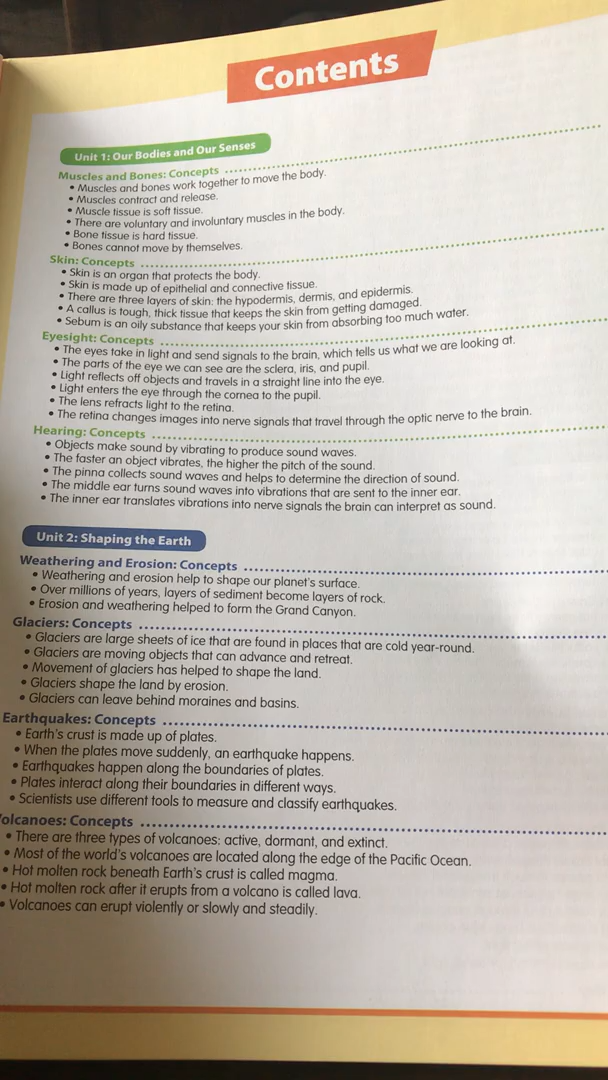 Contents
Unit 1: Our Bodies and Our Senses
Muscles and Bones: Concepts
• Muscles and bones work together to move the body.
• Muscles contract and release.
• Muscle tissue is soft tissue.
• There are voluntary and involuntary muscles in the body.
• Bone tissue is hard tissue.
• Bones cannot move by themselves.
Skin: Concepts
• Skin is an organ that protects the body.
• Skin is made up of epithelial and connective tissue.
• There are three layers of skin: the hypodermis, dermis, and epidermis.
• A callus is tough, thick tissue that keeps the skin from getting damaged.
• Sebum is an oily substance that keeps your skin from absorbing too much water.
Eyesight: Concepts
• The eyes take in light and send signals to the brain, which tells us what we are looking at.
• The parts of the eye we can see are the sclera, iris, and pupil.
• Light reflects off objects and travels in a straight line into the eye.
• Light enters the eye through the cornea to the pupil.
• The lens refracts light to the retina.
• The retina changes images into nerve signals that travel through the optic nerve to the brain.
Hearing: Concepts
• Objects make sound by vibrating to produce sound waves.
• The faster an object vibrates, the higher the pitch of the sound.
• The pinna collects sound waves and helps to determine the direction of sound.
• The middle ear turns sound waves into vibrations that are sent to the inner ear.
• The inner ear translates vibrations into nerve signals the brain can interpret as sound.
Unit 2: Shaping the Earth
Weathering and Erosion: Concepts
• Weathering and erosion help to shape our planet's surface.
• Over millions of years, layers of sediment become layers of rock.
• Erosion and weathering helped to form the Grand Canyon.
Glaciers: Concepts
• Glaciers are large sheets of ice that are found in places that are cold year-round.
• Glaciers are moving objects that can advance and retreat.
• Movement of glaciers has helped to shape the land.
• Glaciers shape the land by erosion.
• Glaciers can leave behind moraines and basins.
Earthquakes: Concepts
• Earth's crust is made up of plates.
• When the plates move suddenly, an earthquake happens.
• Earthquakes happen along the boundaries of plates.
• Plates interact along their boundaries in different ways.
• Scientists use different tools to measure and classify earthquakes.
olcanoes: Concepts
• There are three types of volcanoes: active, dormant, and extinct.
• Most of the world's volcanoes are located along the edge of the Pacific Ocean.
• Hot molten rock beneath Earth's crust is called magma.
• Hot molten rock after it erupts from a volcano is called lava.
• Volcanoes can erupt violently or slowly and steadily.